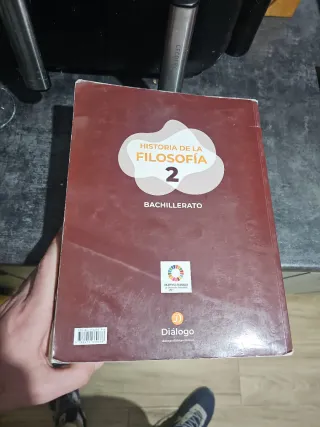 HISTORIA DE LA
FILOSOFÍA
2
BACHILLERATO
Diálogo